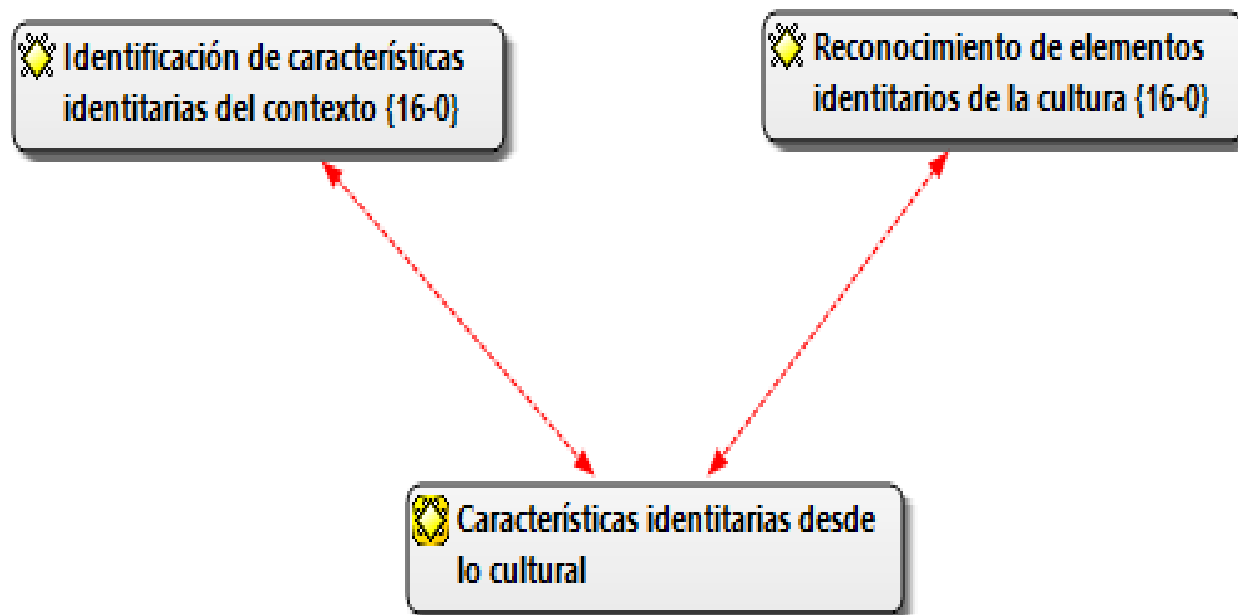 Identificación de características
identitarias del contexto {16-0}
Reconocimiento de elementos
identitarios de la cultura {16-0}
Características identitarias desde
lo cultural